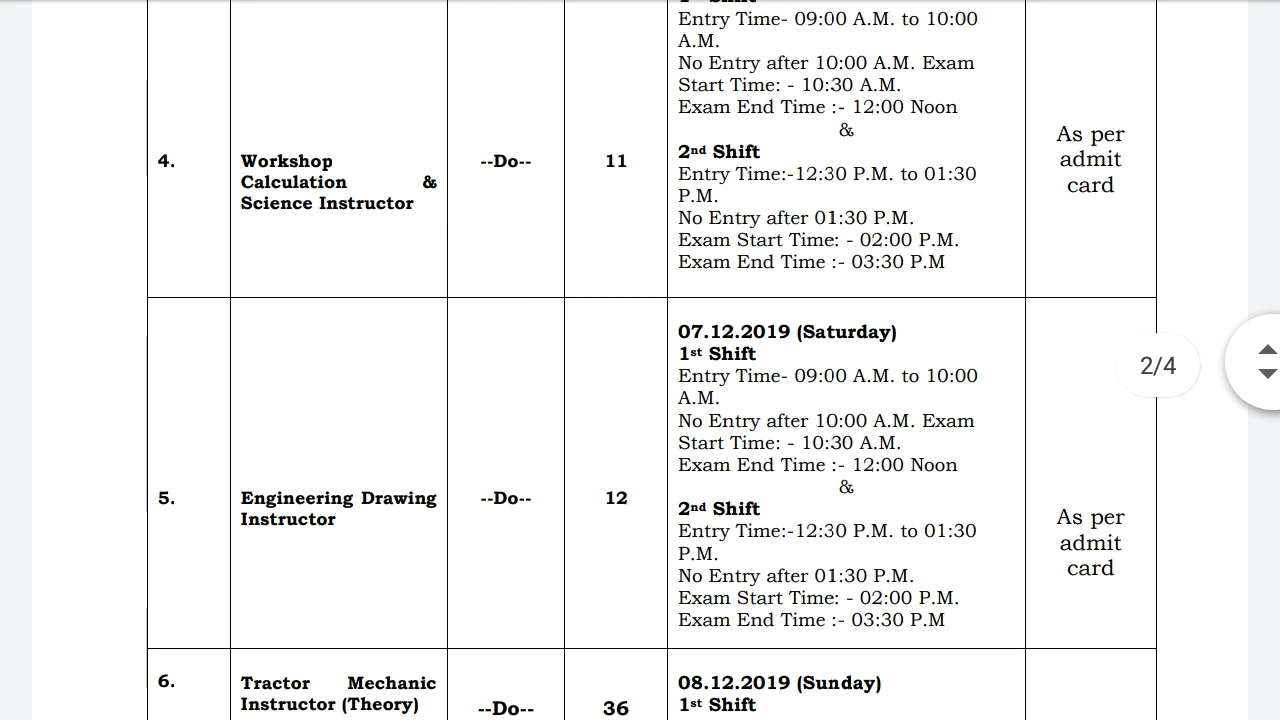 1st Shift
Entry Time- 09:00 A.M. to 10:00
A.M.
No Entry after 10:00 A.M. Exam
Start Time: - 10:30 A.M.
Exam End Time :- 12:00 Noon
&
2nd Shift
Entry Time:-12:30 P.M. to 01:30
P.M.
No Entry after 01:30 P.M.
Exam Start Time: - 02:00 P.M.
Exam End Time :- 03:30 P.M
4.
Workshop
Calculation &
Science Instructor
--Do--
11
As per
admit
card
07.12.2019 (Saturday)
1st Shift
Entry Time- 09:00 A.M. to 10:00
A.M.
No Entry after 10:00 A.M. Exam
Start Time: - 10:30 A.M.
Exam End Time :- 12:00 Noon
&
2nd Shift
Entry Time:-12:30 P.M. to 01:30
P.M.
No Entry after 01:30 P.M.
Exam Start Time: - 02:00 P.M.
Exam End Time :- 03:30 P.M
5.
Engineering Drawing
Instructor
--Do--
12
As per
admit
card
2/4
6.
Tractor Mechanic
Instructor (Theory)
--Do--
36
08.12.2019 (Sunday)
1st Shift